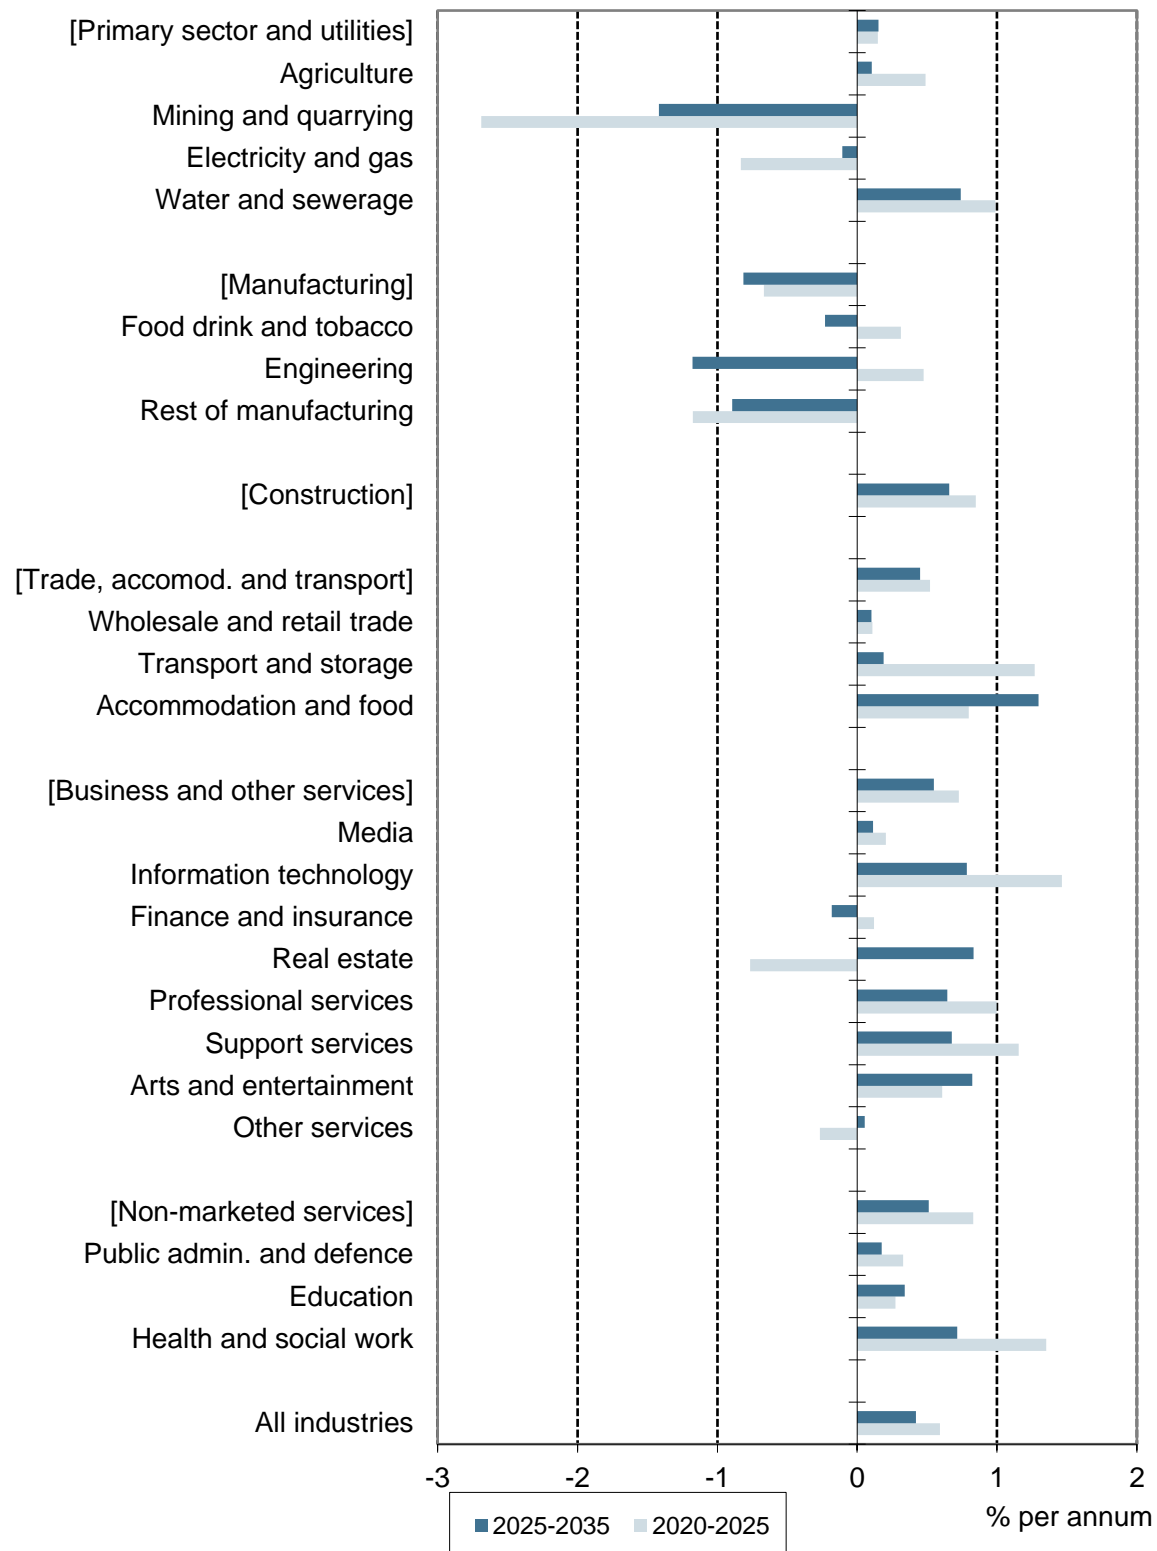 [Primary sector and utilities]
Agriculture
Mining and quarrying
Electricity and gas
Water and sewerage
[Manufacturing]
Food drink and tobacco
Engineering
Rest of manufacturing
[Construction]
[Trade, accomod. and transport]
Wholesale and retail trade
Transport and storage
Accommodation and food
[Business and other services]
Media
Information technology
Finance and insurance
Real estate
Professional services
Support services
Arts and entertainment
Other services
[Non-marketed services]
Public admin. and defence
Education
Health and social work
All industries
-3 -2 -1 0 1 2
% per annum
2025-2035 2020-2025